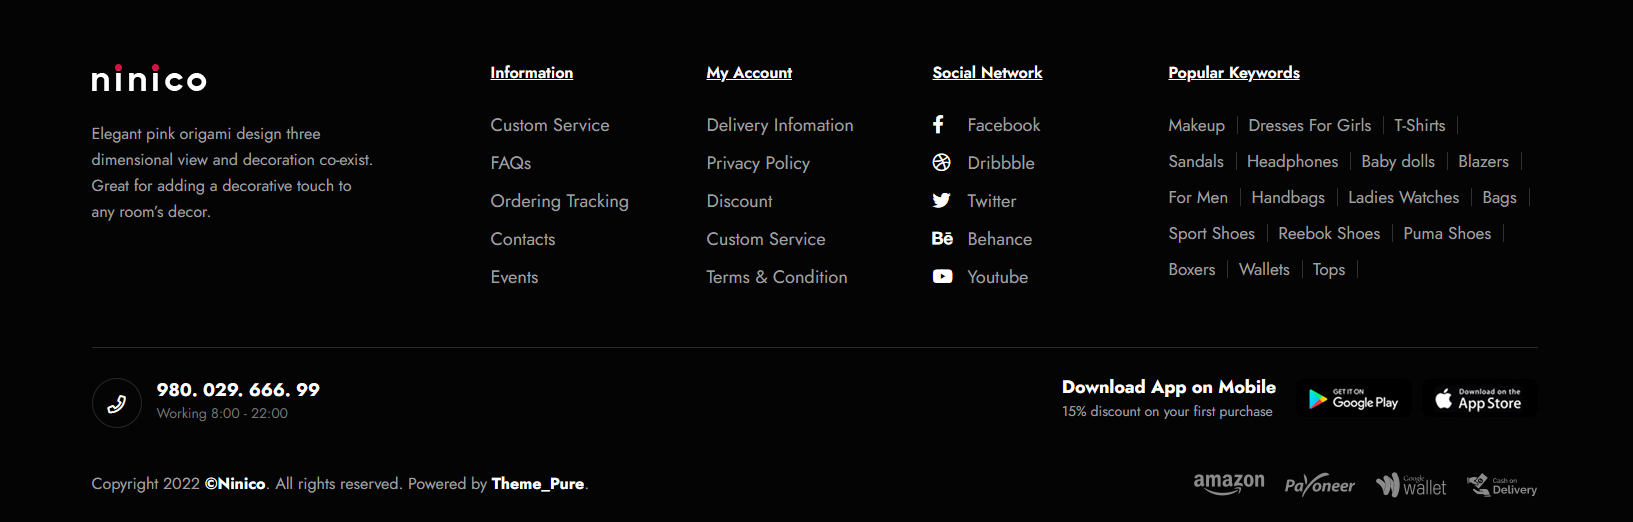 ninico
Elegant pink origami design three
dimensional view and decoration co-exist.
Great for adding a decorative touch to
any room's decor.
Information
Custom Service
FAQs
Ordering Tracking
Contacts
Events
My Account
Delivery Infomation
Privacy Policy
Discount
Custom Service
Terms & Condition
Social Network
Facebook
Dribbble
Twitter
Bē Behance
Youtube
Popular Keywords
Makeup | Dresses For Girls | T-Shirts |
Sandals | Headphones | Baby dolls | Blazers |
For Men | Handbags | Ladies Watches | Bags |
Sport Shoes | Reebok Shoes | Puma Shoes |
Boxers | Wallets | Tops |
980. 029. 666. 99
Working 8:00 - 22:00
Download App on Mobile
15% discount on your first purchase
GET IT ON
Google Play
Download on the
App Store
Copyright 2022 ©Ninico. All rights reserved. Powered by Theme_Pure.
amazon
Payoneer
Google
wallet
Cash on
Delivery